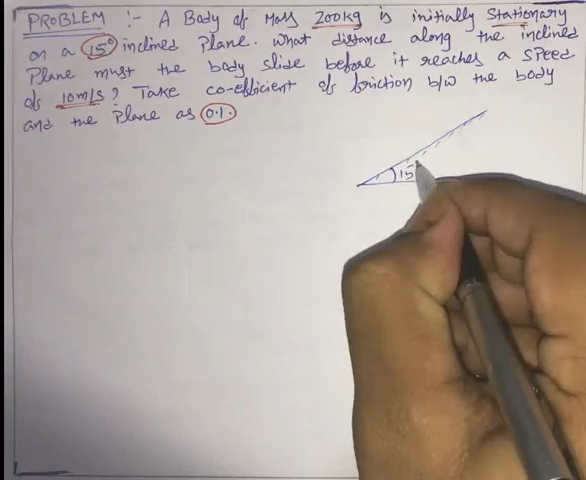 PROBLEM :- A Body of Mass 200kg is initially Stationary
on a 15° inclined Plane. What distance along the inclined
Plane must the body slide before it reaches a speed
of 10m/s? Take co-efficient of friction b/w the body
and the Plane as 0.1.
15°